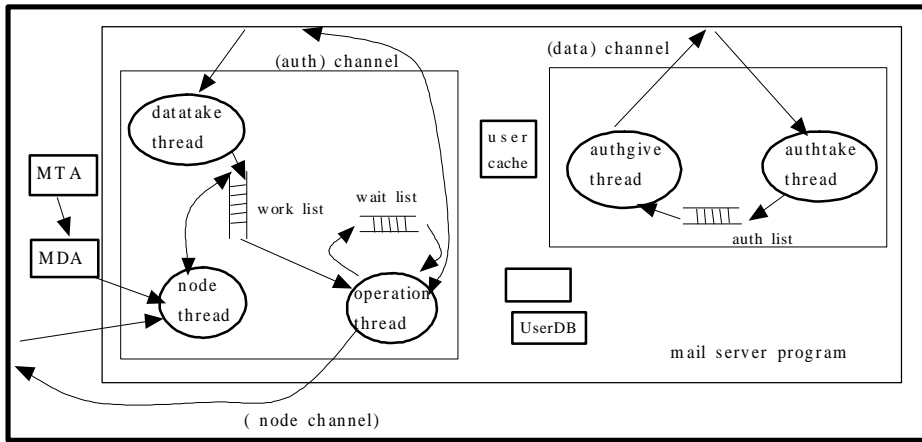 (auth) channel
(data) channel
datatake
thread
user
cache
authgive
thread
authtake
thread
MTA
work list
wait list
auth list
MDA
node
thread
operation
thread
UserDB
mail server program
( node channel)